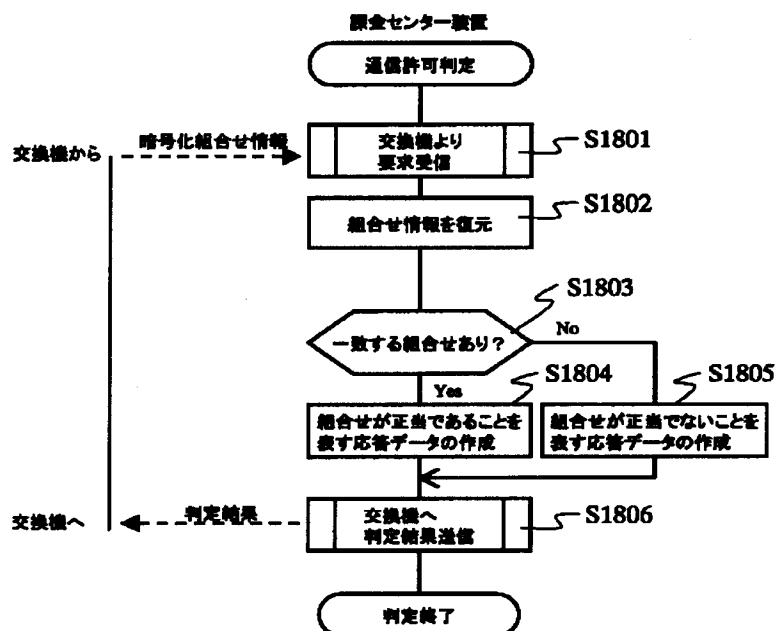 課金センター装置
通信許可判定
交換機から
暗号化組合せ情報
交換機より
要求受信
S1801
組合せ情報を復元
S1802
一致する組合せあり?
S1803
No
Yes
S1804
S1805
組合せが正当であることを
表す応答データの作成
組合せが正当でないことを
表す応答データの作成
交換機へ
判定結果
交換機へ
判定結果送信
S1806
判定終了